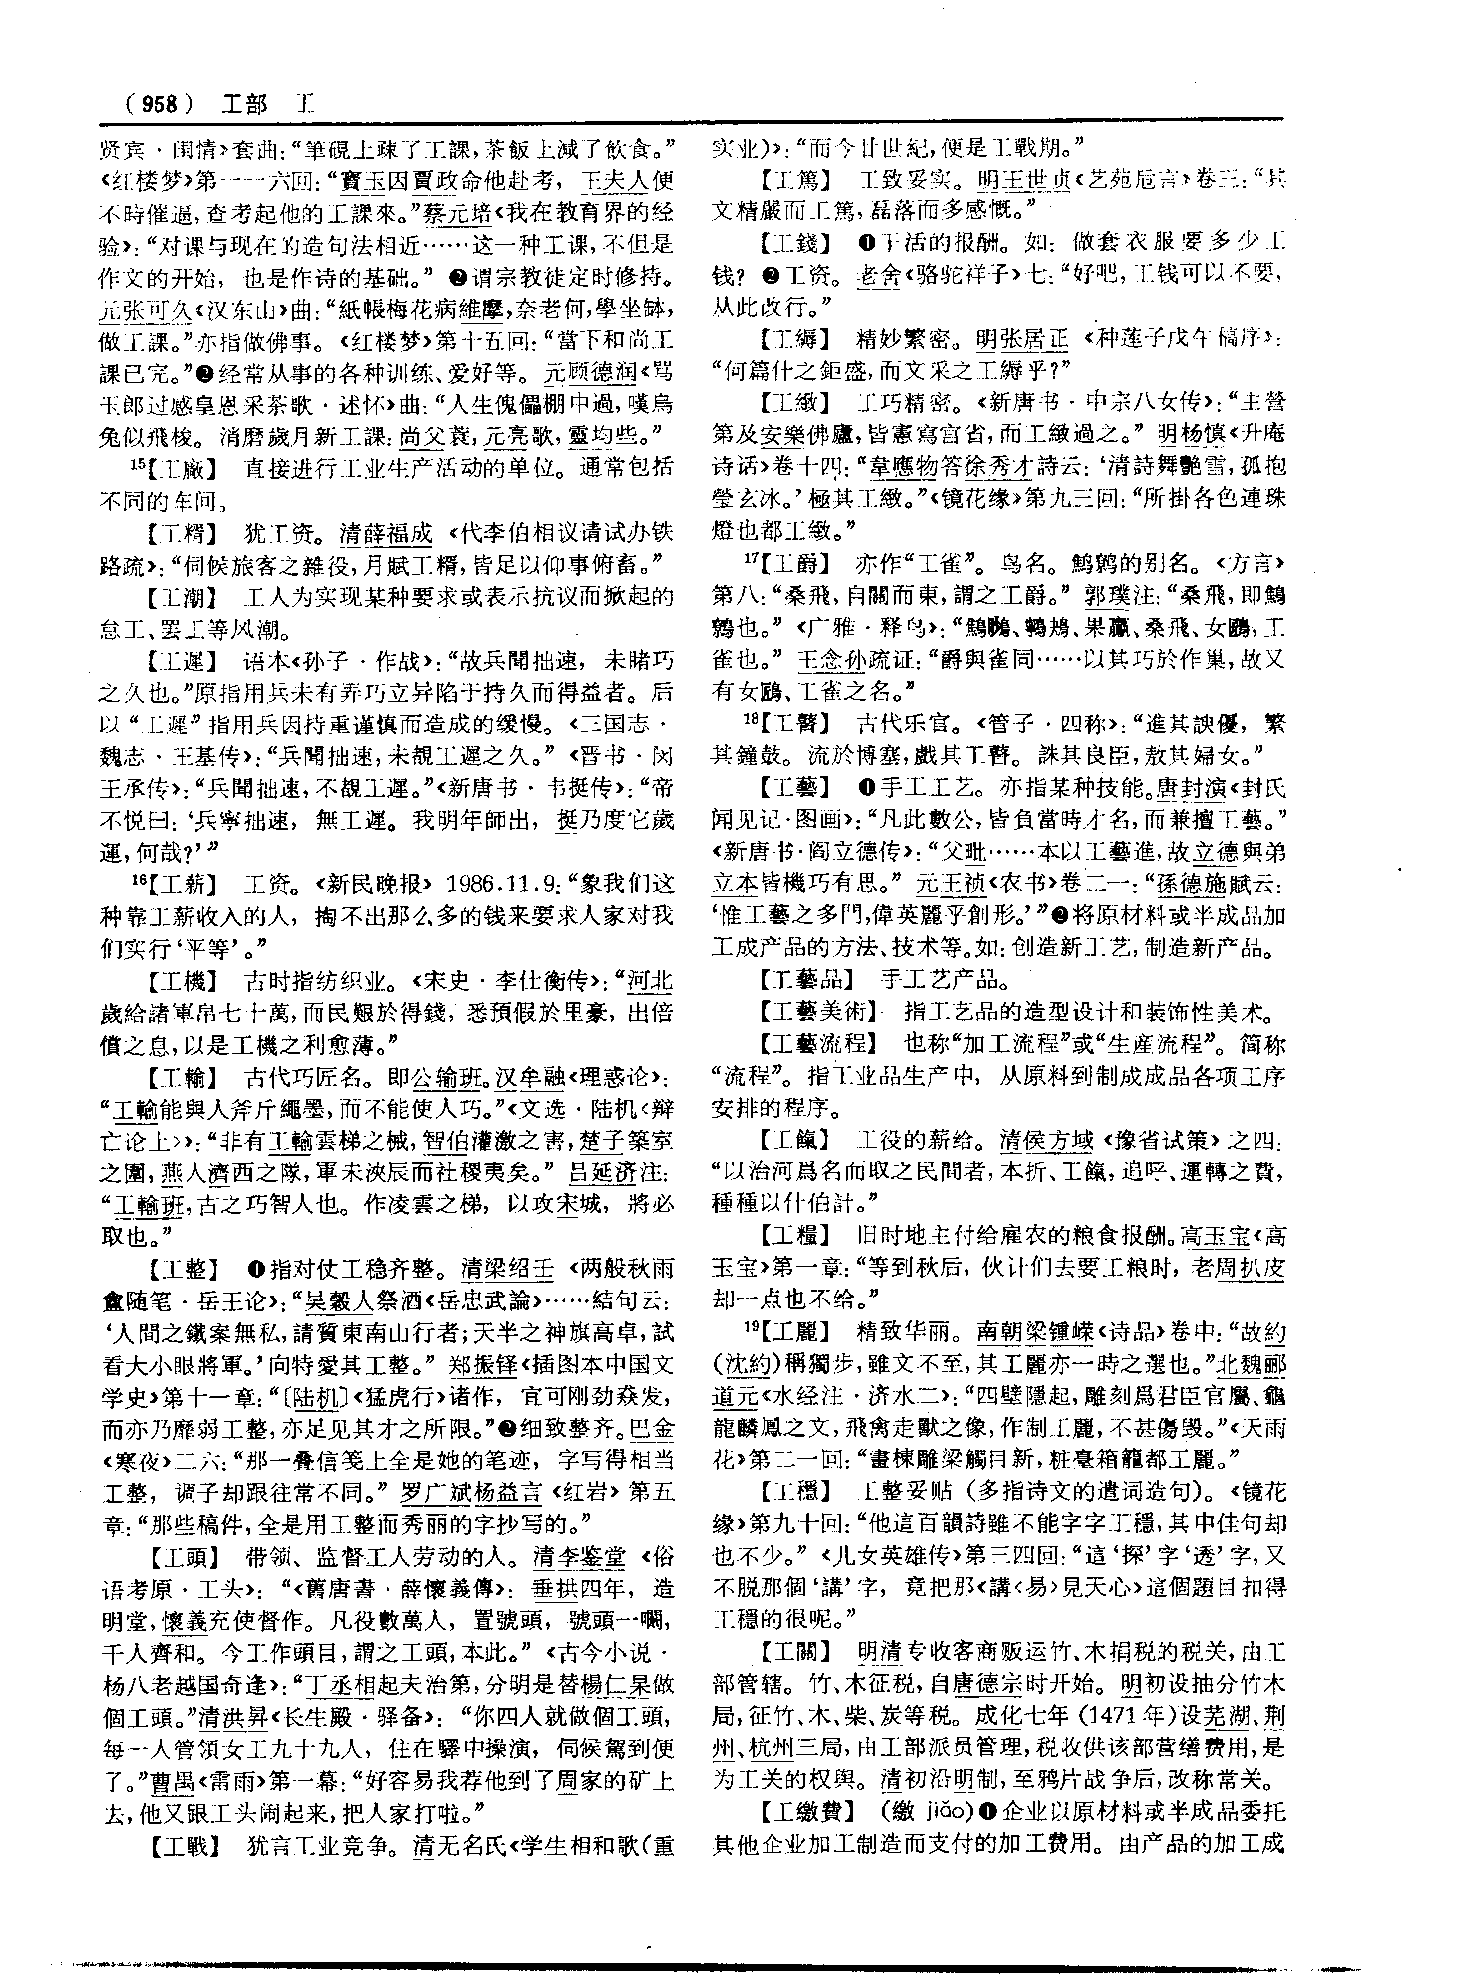 (958) 工部 工
贤宾·闺情》套曲：“筆硯上疎了工課，茶飯上減了飲食。”
《红楼梦》第一一六回：“寶玉因賈政命他赴考， 王夫人便
不時催逼，查考起他的工課來。”蔡元培《我在教育界的经
验》：“对课与现在的造句法相近……这一种工课，不但是
作文的开始， 也是作诗的基础。” ❷谓宗教徒定时修持。
元张可久《汉东山》曲：“紙帳梅花病維摩，奈老何，學坐缽，
做工課。”亦指做佛事。《红楼梦》第十五回：“當下和尚工
課已完。”❷经常从事的各种训练、爱好等。 元顾德润《骂
玉郎过感皇恩采茶歌·述怀》曲：“人生傀儡棚中過，嘆烏
兔似飛梭。 消磨歲月新工課：尚父蓑，元亮歌，靈均些。”
15【工廠】 直接进行工业生产活动的单位。通常包括
不同的车间。
【工糈】 犹工资。清薛福成《代李伯相议请试办铁
路疏》：“伺候旅客之雜役，月賦工糈，皆足以仰事俯畜。”
【工潮】 工人为实现某种要求或表示抗议而掀起的
怠工、罢工等风潮。
【工遲】 语本《孙子·作战》：“故兵聞拙速， 未睹巧
之久也。”原指用兵未有弄巧立异陷于持久而得益者。 后
以“工遲”指用兵因持重谨慎而造成的缓慢。《三国志·
魏志·王基传》：“兵聞拙速，未覩工遲之久。”《晋书·闵
王承传》：“兵聞拙速，不覩工遲。”《新唐书·韦挺传》：“帝
不悦曰：‘兵寧拙速， 無工遲。 我明年師出， 挺乃度它歲
運，何哉？’”
16【工薪】 工资。《新民晚报》 1986.11.9：“象我们这
种靠工薪收入的人， 掏不出那么多的钱来要求人家对我
们实行‘平等’。”
【工機】 古时指纺织业。《宋史·李仕衡传》：“河北
歲給諸軍帛七十萬，而民艱於得錢，悉預假於里豪， 出倍
償之息，以是工機之利愈薄。”
【工輸】 古代巧匠名。即公输班。汉牟融《理惑论》：
“工輸能與人斧斤繩墨，而不能使人巧。”《文选·陆机〈辩
亡论上〉》：“非有工輸雲梯之械，智伯灌激之害，楚子築室
之圍，燕人濟西之隊，軍未浹辰而社稷夷矣。” 吕延济注：
“工輸班，古之巧智人也。作凌雲之梯， 以攻宋城， 將必
取也。”
【工整】 ❶指对仗工稳齐整。 清梁绍壬《两般秋雨
盦随笔·岳王论》：“吴榖人祭酒《岳忠武論》……結句云：
‘人間之鐵案無私，請質東南山行者；天半之神旗高卓，試
看大小眼將軍。’向特愛其工整。” 郑振铎《插图本中国文
学史》第十一章：“〔陆机〕《猛虎行》诸作， 宜可刚劲猋发，
而亦乃靡弱工整，亦足见其才之所限。”❷细致整齐。巴金
《寒夜》二六：“那一叠信笺上全是她的笔迹， 字写得相当
工整， 调子却跟往常不同。” 罗广斌杨益言《红岩》第五
章：“那些稿件，全是用工整而秀丽的字抄写的。”
【工頭】 带领、监督工人劳动的人。 清李鉴堂《俗
语考原·工头》：“《舊唐書·薛懷義傳》：垂拱四年， 造
明堂，懷義充使督作。 凡役數萬人， 置號頭， 號頭一㘚，
千人齊和。 今工作頭目，謂之工頭，本此。”《古今小说·
杨八老越国奇逢》：“丁丞相起夫治第，分明是替楊仁杲做
個工頭。”清洪昇《长生殿·驿备》：“你四人就做個工頭，
每一人管領女工九十九人， 住在驛中操演， 伺候駕到便
了。”曹禺《雷雨》第一幕：“好容易我荐他到了周家的矿上
去，他又跟工头闹起来，把人家打啦。”
【工戰】 犹言工业竞争。清无名氏《学生相和歌（重
实业）》：“而今廿世紀，便是工戰期。”
【工篤】 工致妥实。明王世贞《艺苑卮言》卷三：“其
文精嚴而工篤，磊落而多感慨。”
【工錢】 ❶干活的报酬。 如： 做套衣服要多少工
钱？ ❷工资。 老舍《骆驼祥子》七：“好吧，工钱可以不要，
从此改行。”
【工縟】 精妙繁密。 明张居正《种莲子戊午稿序》：
“何篇什之鉅盛，而文采之工縟乎？”
【工緻】 工巧精密。《新唐书·中宗八女传》：“主營
第及安樂佛廬，皆憲寫宫省，而工緻過之。” 明杨慎《升庵
诗话》卷十四：“韋應物答徐秀才詩云：‘清詩舞艷雪，孤抱
瑩玄冰。’極其工緻。”《镜花缘》第九三回：“所掛各色連珠
燈也都工緻。”
17【工爵】 亦作“工雀”。 鸟名。鷦鷯的别名。《方言》
第八：“桑飛，自關而東，謂之工爵。” 郭璞注：“桑飛，即鷦
鷯也。”《广雅·释鸟》：“鷦䳟、鸋鴂、果臝、桑飛、女鴎，工
雀也。” 王念孙疏证：“爵與雀同……以其巧於作巢，故又
有女鴎、工雀之名。”
18【工瞽】 古代乐官。《管子·四称》：“進其諛優， 繁
其鐘鼓。 流於博塞，戲其工瞽。 誅其良臣，敖其婦女。”
【工藝】 ❶手工工艺。 亦指某种技能。唐封演《封氏
闻见记·图画》：“凡此數公，皆負當時才名，而兼擅工藝。”
《新唐书·阎立德传》：“父毗……本以工藝進，故立德與弟
立本皆機巧有思。” 元王祯《农书》卷二一：“孫德施賦云：
‘惟工藝之多門，偉英麗乎創形。’”❷将原材料或半成品加
工成产品的方法、技术等。如：创造新工艺，制造新产品。
【工藝品】 手工艺产品。
【工藝美術】 指工艺品的造型设计和装饰性美术。
【工藝流程】 也称“加工流程”或“生産流程”。 简称
“流程”。 指工业品生产中， 从原料到制成成品各项工序
安排的程序。
【工餼】 工役的薪给。 清侯方域《豫省试策》之四：
“以治河爲名而取之民間者，本折、工餼，追呼、運轉之費，
種種以什伯計。”
【工糧】 旧时地主付给雇农的粮食报酬。高玉宝《高
玉宝》第一章：“等到秋后，伙计们去要工粮时， 老周扒皮
却一点也不给。”
19【工麗】 精致华丽。 南朝梁锺嵘《诗品》卷中：“故約
（沈約）稱獨步，雖文不至，其工麗亦一時之選也。”北魏郦
道元《水经注·济水二》：“四壁隱起，雕刻爲君臣官屬、龜
龍麟鳳之文，飛禽走獸之像，作制工麗，不甚傷毁。”《天雨
花》第二一回：“畫棟雕梁觸目新，粧臺箱籠都工麗。”
【工穩】 工整妥贴（多指诗文的遣词造句）。《镜花
缘》第九十回：“他這百韻詩雖不能字字工穩，其中佳句却
也不少。”《儿女英雄传》第三四回：“這‘探’字‘透’字，又
不脱那個‘講’字， 竟把那《講〈易〉見天心》這個題目扣得
工穩的很呢。”
【工關】 明清专收客商贩运竹、木捐税的税关，由工
部管辖。 竹、木征税，自唐德宗时开始。 明初设抽分竹木
局，征竹、木、柴、炭等税。 成化七年（1471年）设芜湖、荆
州、杭州三局，由工部派员管理，税收供该部营缮费用，是
为工关的权舆。 清初沿明制，至鸦片战争后，改称常关。
【工缴費】 （缴 jiǎo）❶企业以原材料或半成品委托
其他企业加工制造而支付的加工费用。由产品的加工成